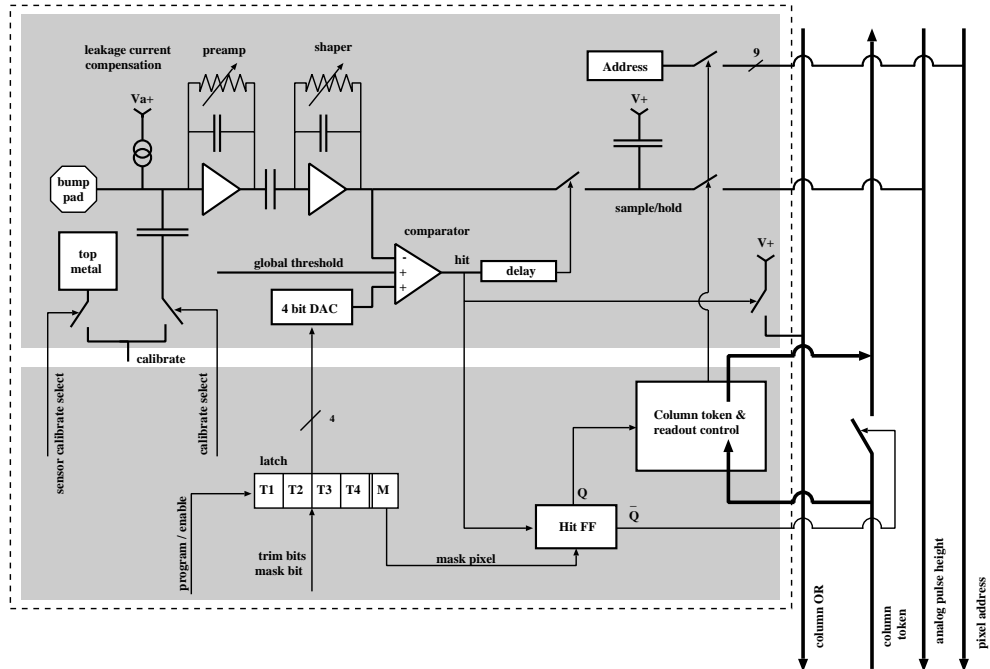 leakage current
compensation
preamp
shaper
Va+
V+
Address
9
bump
pad
sample/hold
top
metal
comparator
global threshold
-
+
+
hit
delay
V+
4 bit DAC
calibrate
sensor calibrate select
calibrate select
4
Column token &
readout control
latch
T1 T2 T3 T4 M
program / enable
trim bits
mask bit
mask pixel
Q
Hit FF
Q̅
column OR
column
token
analog pulse height
pixel address